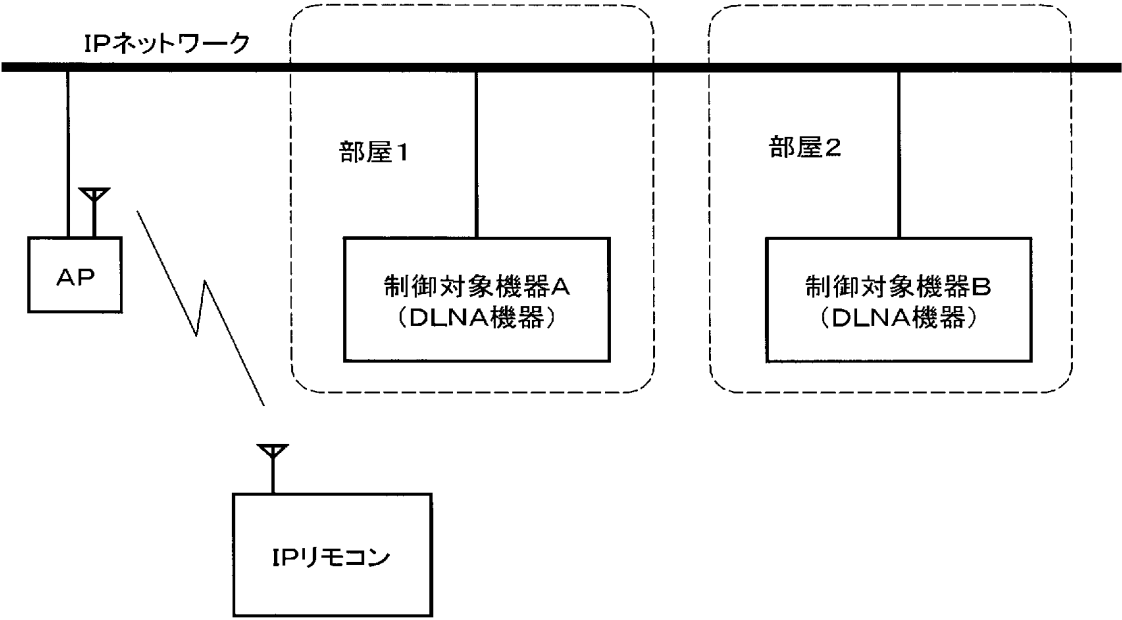 IPネットワーク
部屋1
部屋2
AP
制御対象機器A
(DLNA機器)
制御対象機器B
(DLNA機器)
IPリモコン